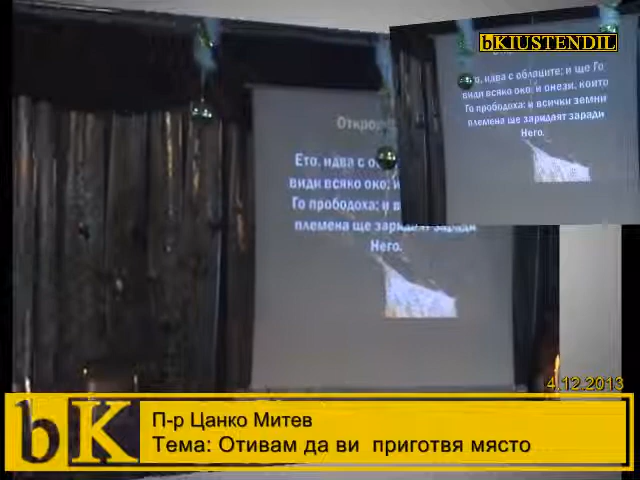 bKIUSTENDIL
Ето, идва с облаците; и ще Го
види всяко око, и онези, които
Го прободоха; и всички земни
племена ще заридаят заради
Него.
Ето, идва с
види всяко око; и
Го прободоха; и
племена ще заридаят заради
Него.
4.12.2013
bK
П-р Цанко Митев
Тема: Отивам да ви приготвя място